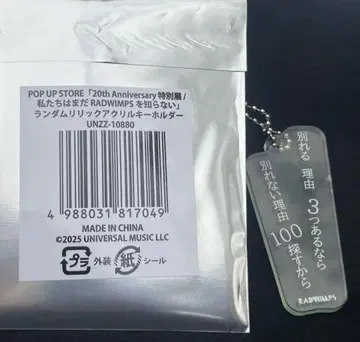 POP UP STORE「20th Anniversary 特別展 /
私たちはまだ RADWIMPS を知らない」
ランダムリリックアクリルキーホルダー
UNZZ-10880
4 988031 817049
MADE IN CHINA
©2025 UNIVERSAL MUSIC LLC
プラ 外装 紙 シール
別れる 理由 3つあるなら
別れない理由 100 探すから
RADWIMPS